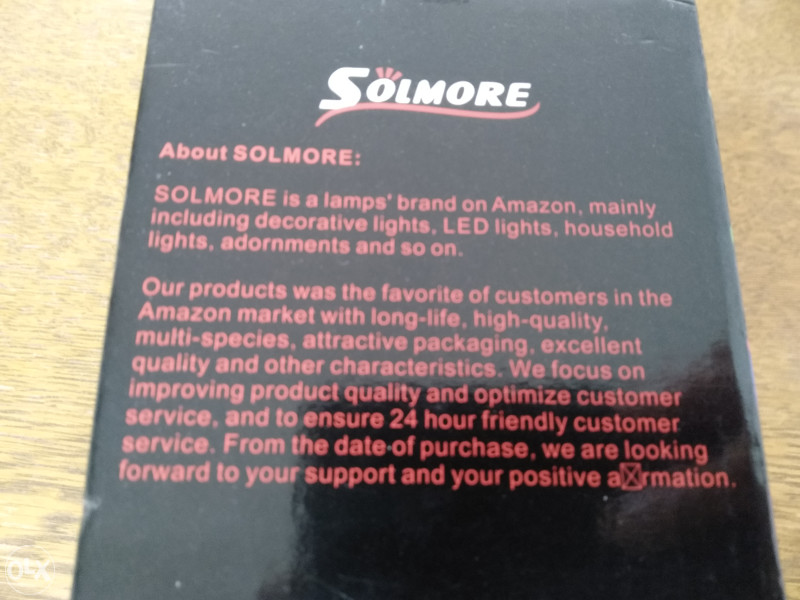 SOLMORE
About SOLMORE:
SOLMORE is a lamps' brand on Amazon, mainly
including decorative lights, LED lights, household
lights, adornments and so on.
Our products was the favorite of customers in the
Amazon market with long-life, high-quality,
multi-species, attractive packaging, excellent
quality and other characteristics. We focus on
improving product quality and optimize customer
service, and to ensure 24 hour friendly customer
service. From the date of purchase, we are looking
forward to your support and your positive a☒rmation.
OLX